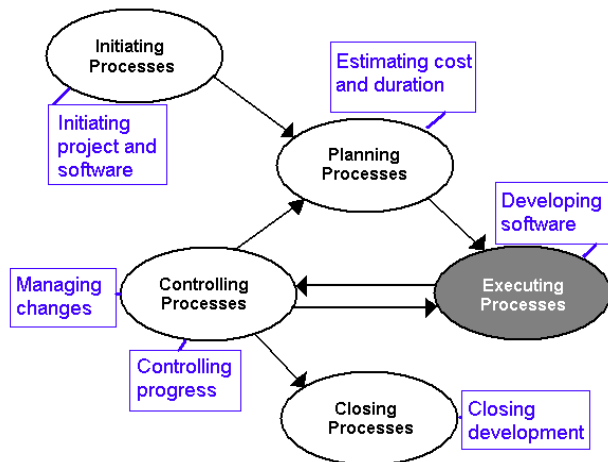 Initiating
Processes
Estimating cost
and duration
Initiating
project and
software
Planning
Processes
Developing
software
Managing
changes
Controlling
Processes
Executing
Processes
Controlling
progress
Closing
Processes
Closing
development